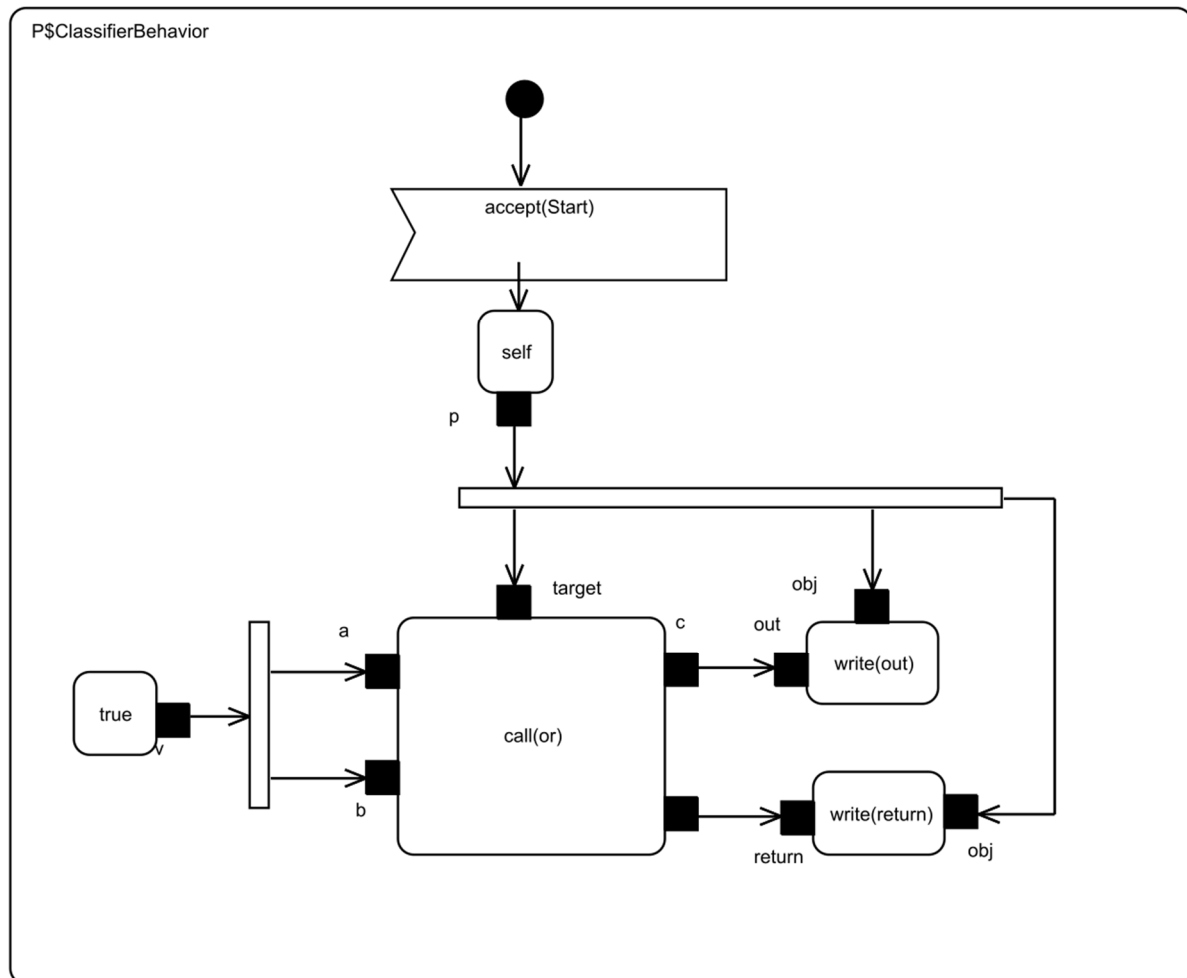 P$ClassifierBehavior
accept(Start)
self
p
target
obj
a
c
out
write(out)
true
v
call(or)
b
write(return)
return
obj